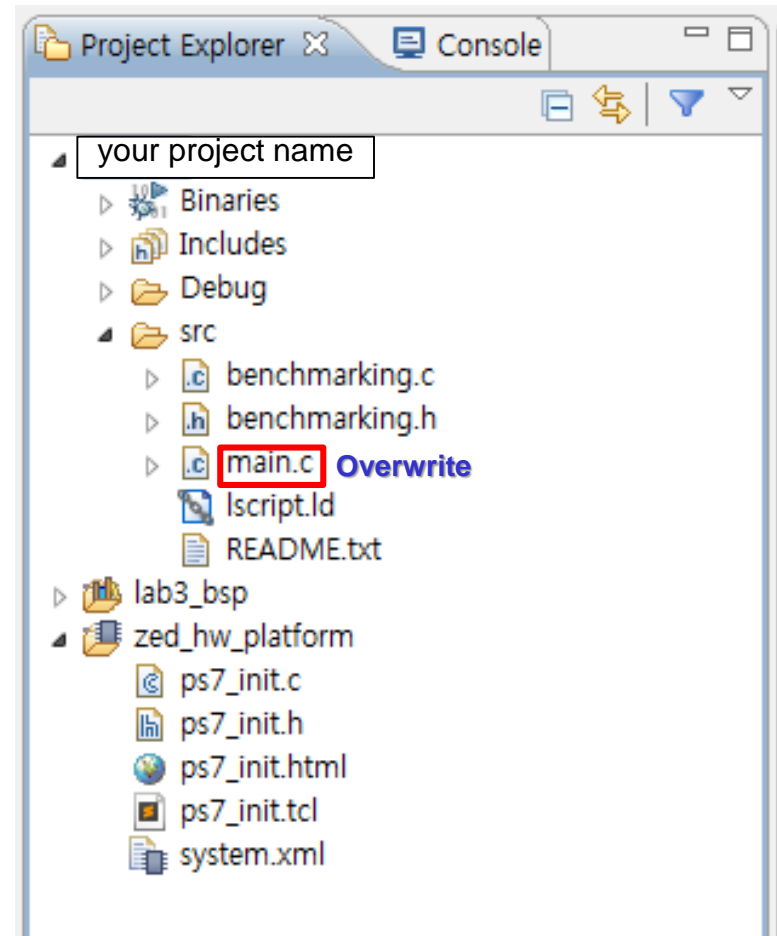 Project Explorer Console
your project name
Binaries
Includes
Debug
src
benchmarking.c
benchmarking.h
main.c Overwrite
lscript.ld
README.txt
lab3_bsp
zed_hw_platform
ps7_init.c
ps7_init.h
ps7_init.html
ps7_init.tcl
system.xml